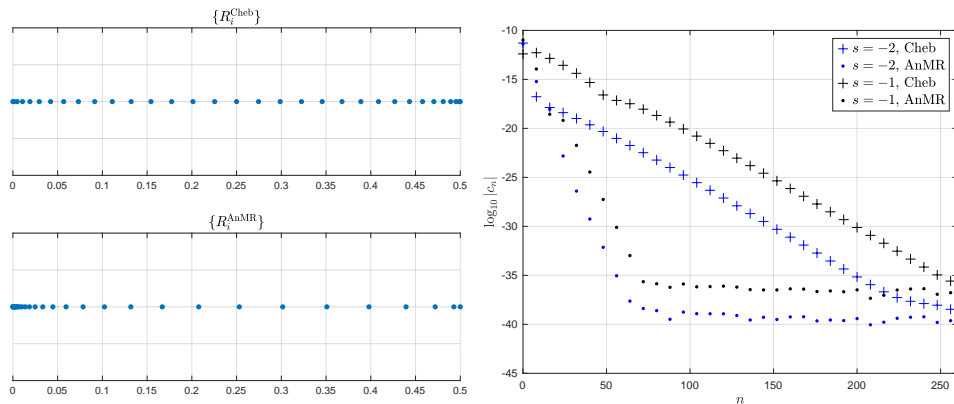 {R_i^Cheb}
0 0.05 0.1 0.15 0.2 0.25 0.3 0.35 0.4 0.45 0.5
{R_i^AnMR}
0 0.05 0.1 0.15 0.2 0.25 0.3 0.35 0.4 0.45 0.5
log₁₀ |c_n|
-10
-15
-20
-25
-30
-35
-40
-45
0 50 100 150 200 250
n
s = −2, Cheb
s = −2, AnMR
s = −1, Cheb
s = −1, AnMR